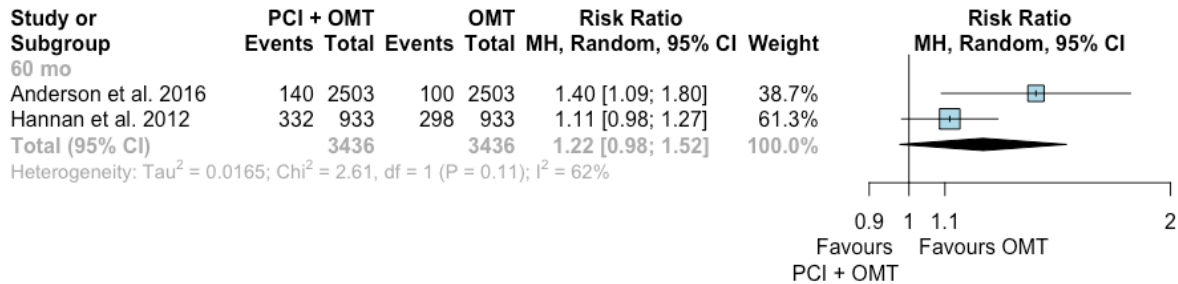 Study or PCI + OMT OMT Risk Ratio Risk Ratio
Subgroup Events Total Events Total MH, Random, 95% CI Weight MH, Random, 95% CI
60 mo
Anderson et al. 2016 140 2503 100 2503 1.40 [1.09; 1.80] 38.7%
Hannan et al. 2012 332 933 298 933 1.11 [0.98; 1.27] 61.3%
Total (95% CI) 3436 3436 1.22 [0.98; 1.52] 100.0%
Heterogeneity: Tau² = 0.0165; Chi² = 2.61, df = 1 (P = 0.11); I² = 62%
0.9 1 1.1 2
Favours Favours OMT
PCI + OMT